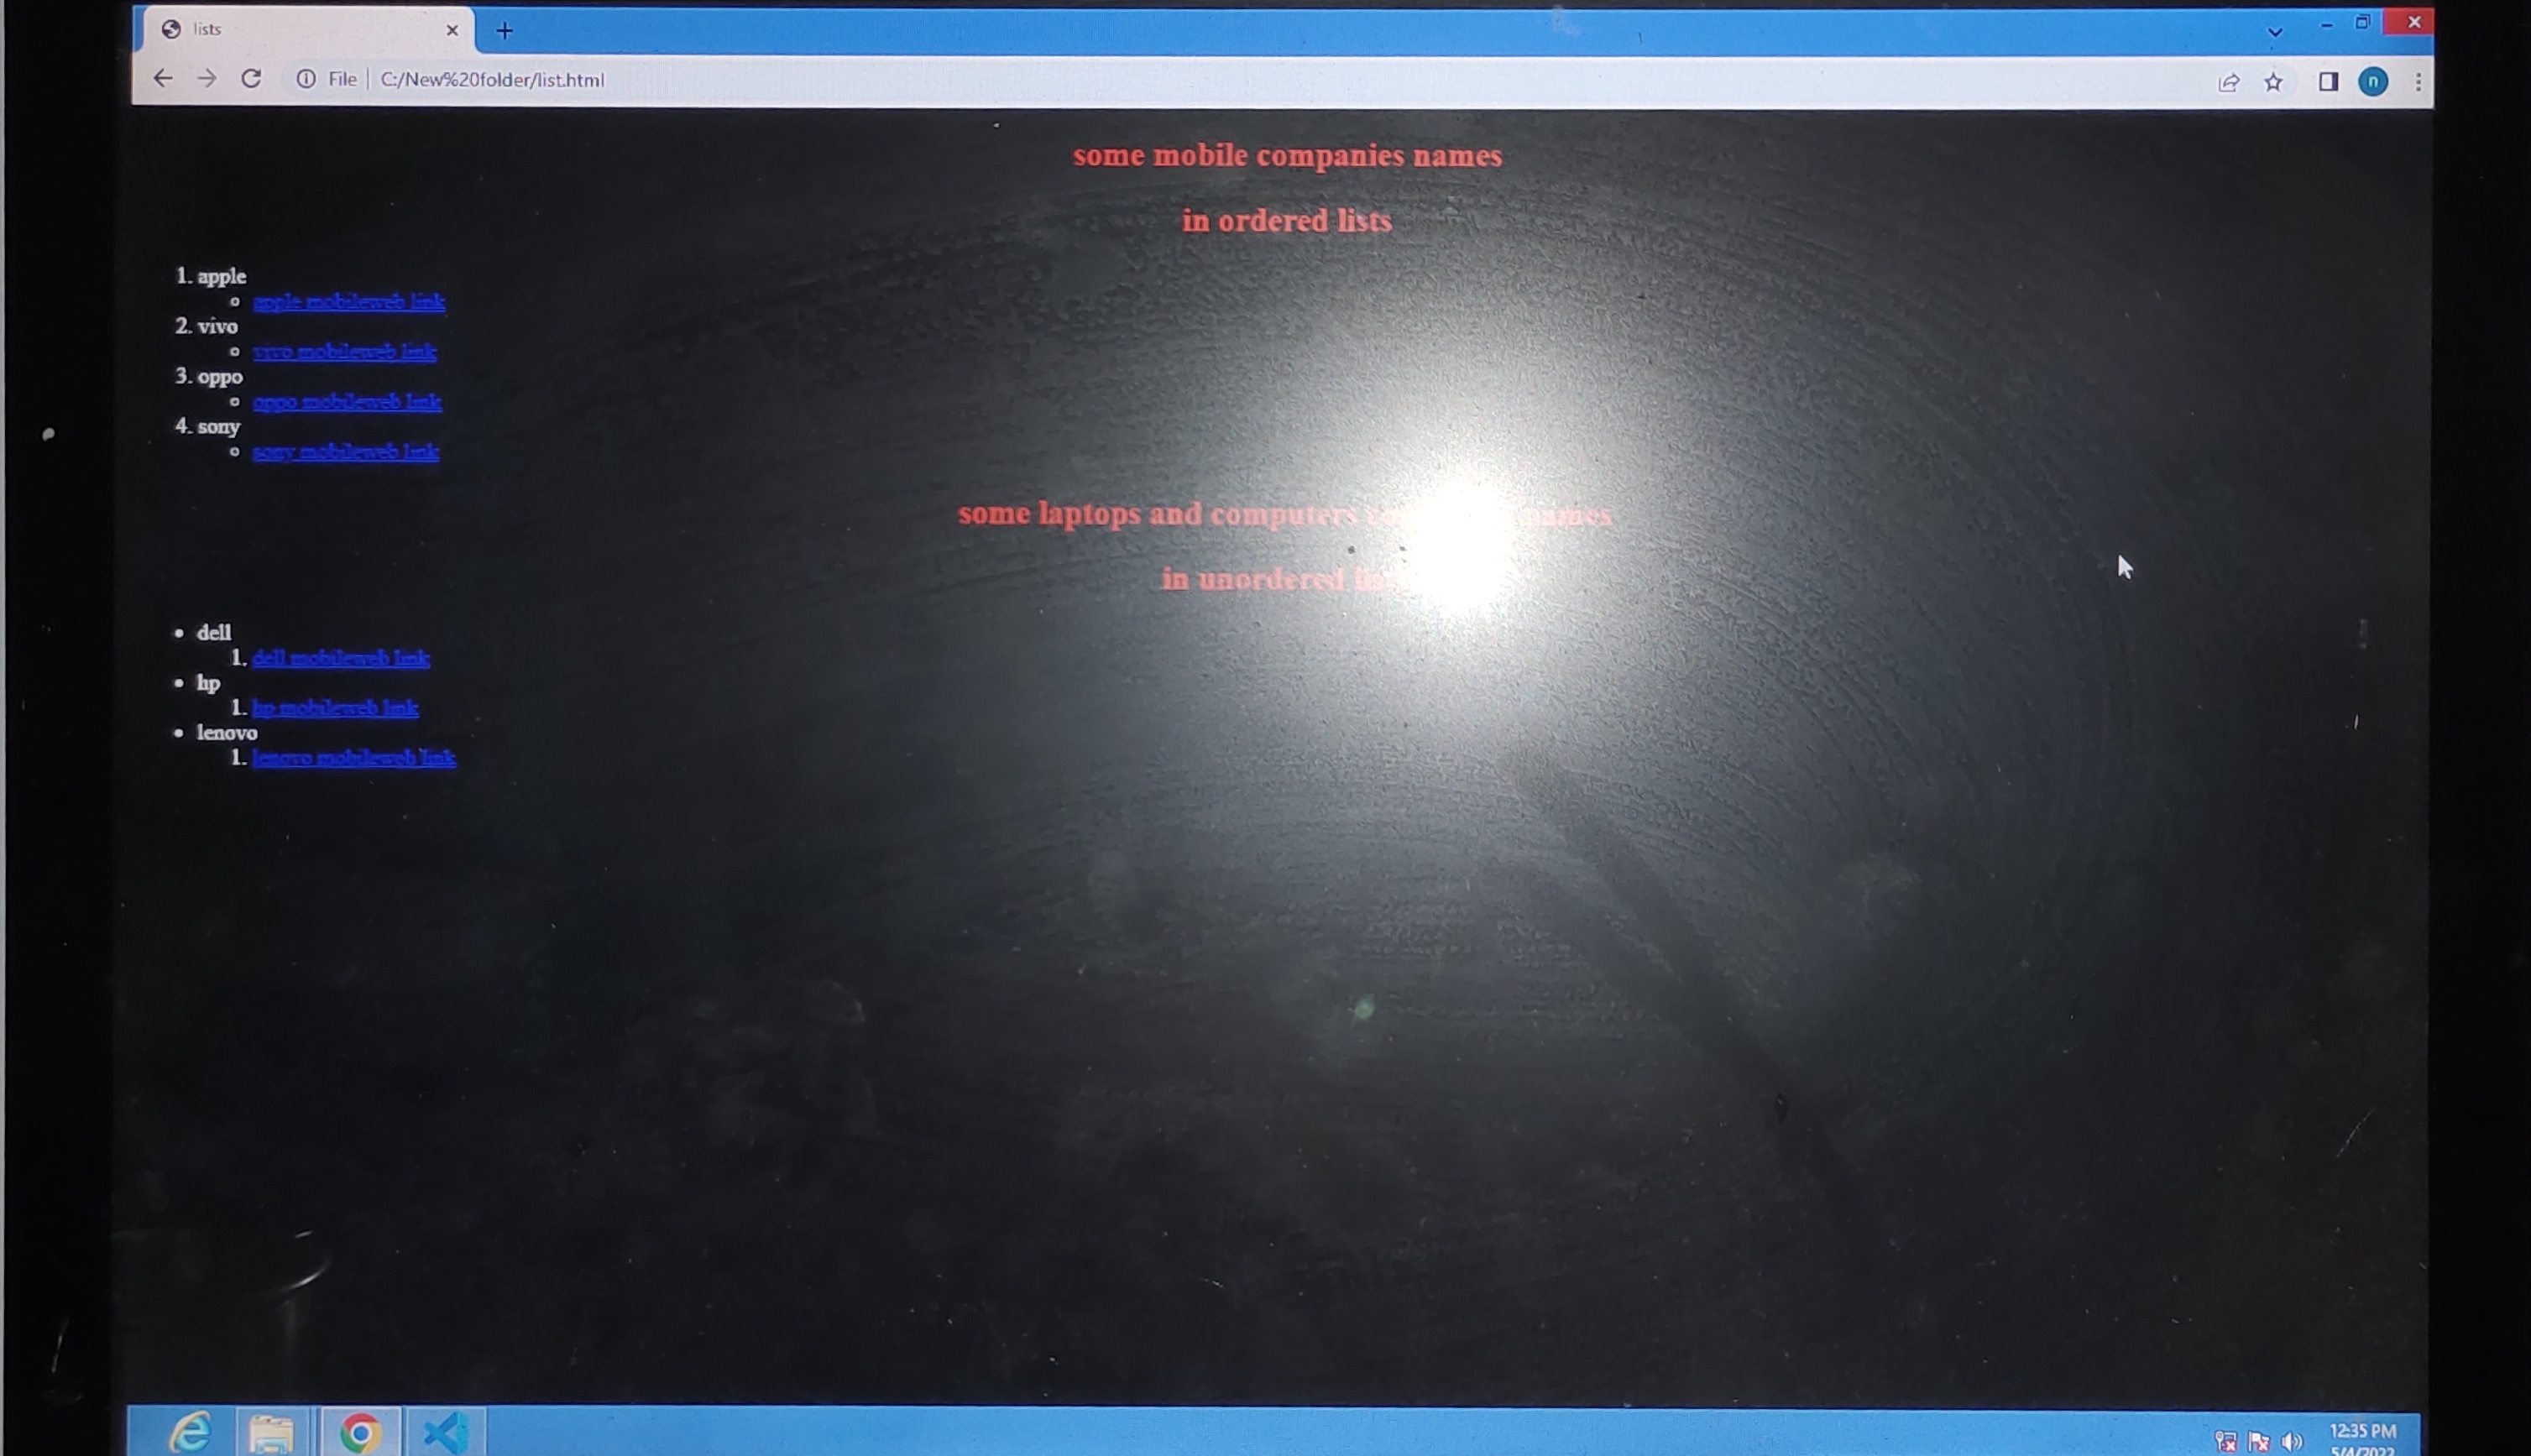 lists
File C:/New%20folder/list.html
n
some mobile companies names
in ordered lists
1. apple
apple mobileweb link
2. vivo
vivo mobileweb link
3. oppo
oppo mobileweb link
4. sony
sony mobileweb link
some laptops and computers names
in unordered
dell
1. dell mobileweb link
hp
1. hp mobileweb link
lenovo
1. lenovo mobileweb link
12:35 PM
5/4/2022